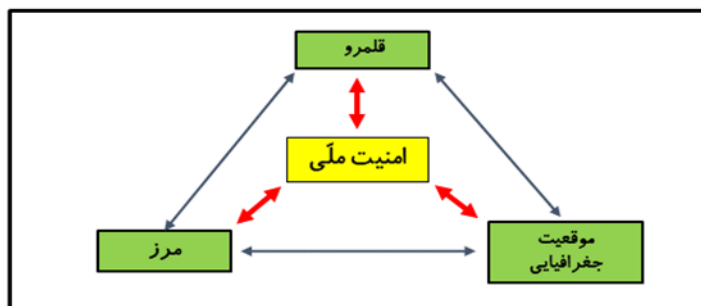 قلمرو
امنیت ملّی
مرز
موقعیت
جغرافیایی